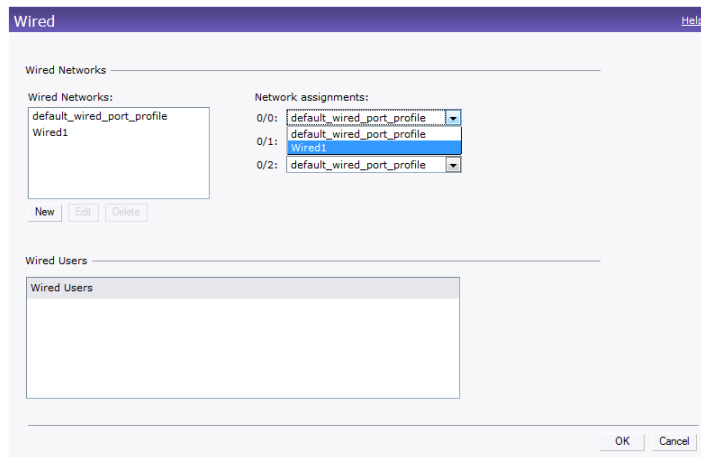 Wired
Help
Wired Networks
Wired Networks:
default_wired_port_profile
Wired1
New Edit Delete
Network assignments:
0/0: default_wired_port_profile
default_wired_port_profile
0/1: Wired1
0/2: default_wired_port_profile
Wired Users
Wired Users
OK Cancel